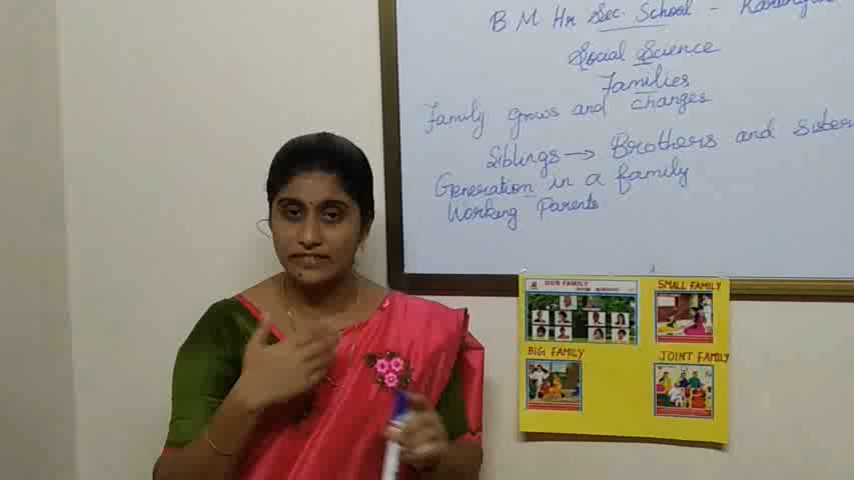 B M Hr Sec. School -
Social Science
Families
Family grows and changes
Siblings → Brothers and sister
Generation in a family
Working Parents
OUR FAMILY
SMALL FAMILY
BIG FAMILY
JOINT FAMILY